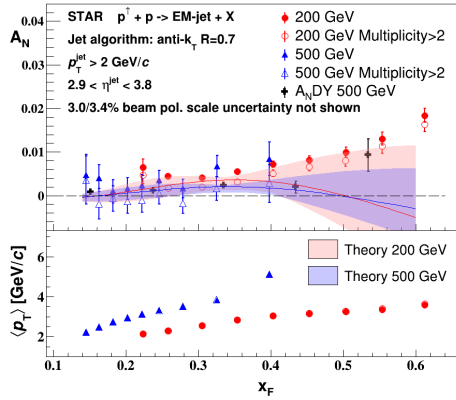 STAR p↑ + p -> EM-jet + X
Jet algorithm: anti-k_T R=0.7
p_T^jet > 2 GeV/c
2.9 < η^jet < 3.8
3.0/3.4% beam pol. scale uncertainty not shown
200 GeV
200 GeV Multiplicity>2
500 GeV
500 GeV Multiplicity>2
A_NDY 500 GeV
A_N
0.04
0.02
0.01
0
Theory 200 GeV
Theory 500 GeV
⟨p_T⟩ [GeV/c]
6
4
2
0.1 0.2 0.3 0.4 0.5 0.6
x_F